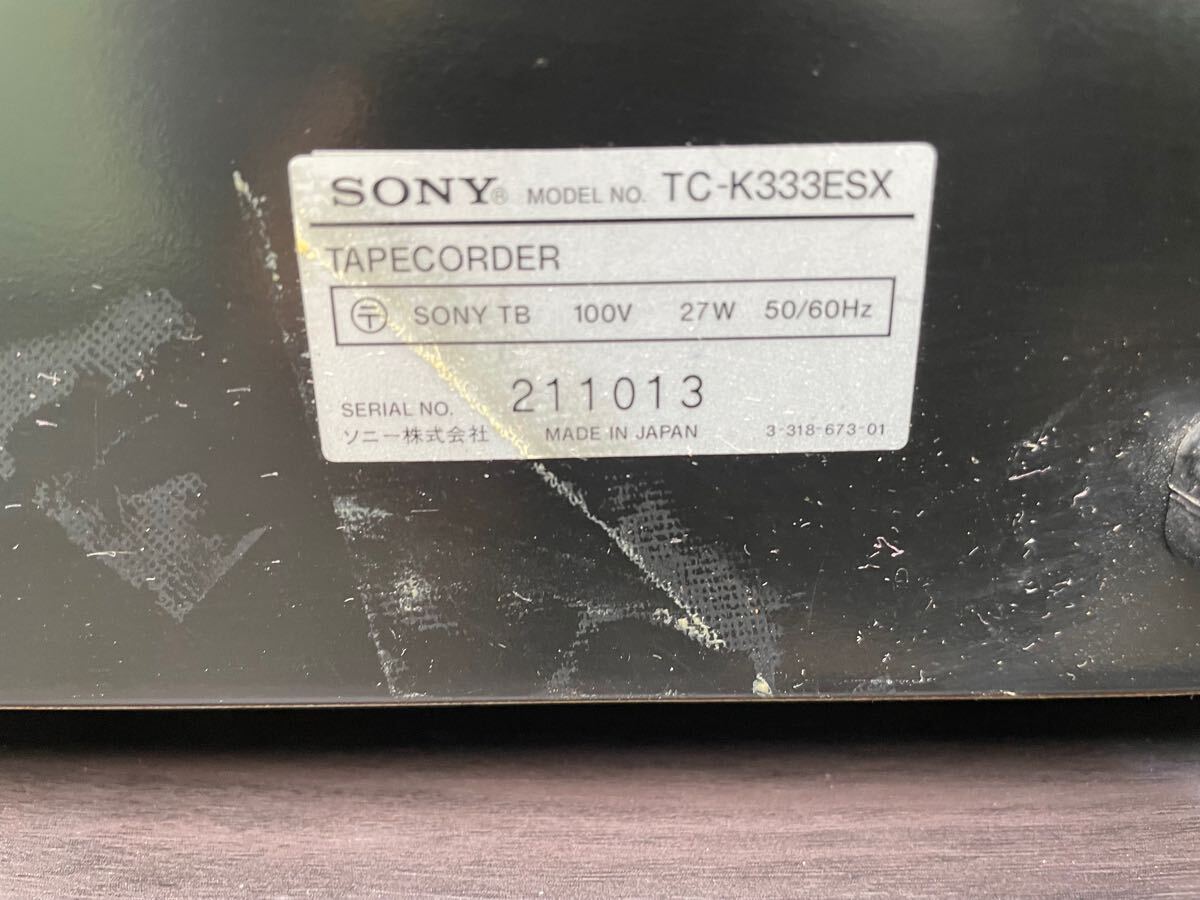 SONY® MODEL NO. TC-K333ESX
TAPECORDER
〒 SONY TB 100V 27W 50/60Hz
SERIAL NO. 211013
ソニー株式会社 MADE IN JAPAN 3-318-673-01